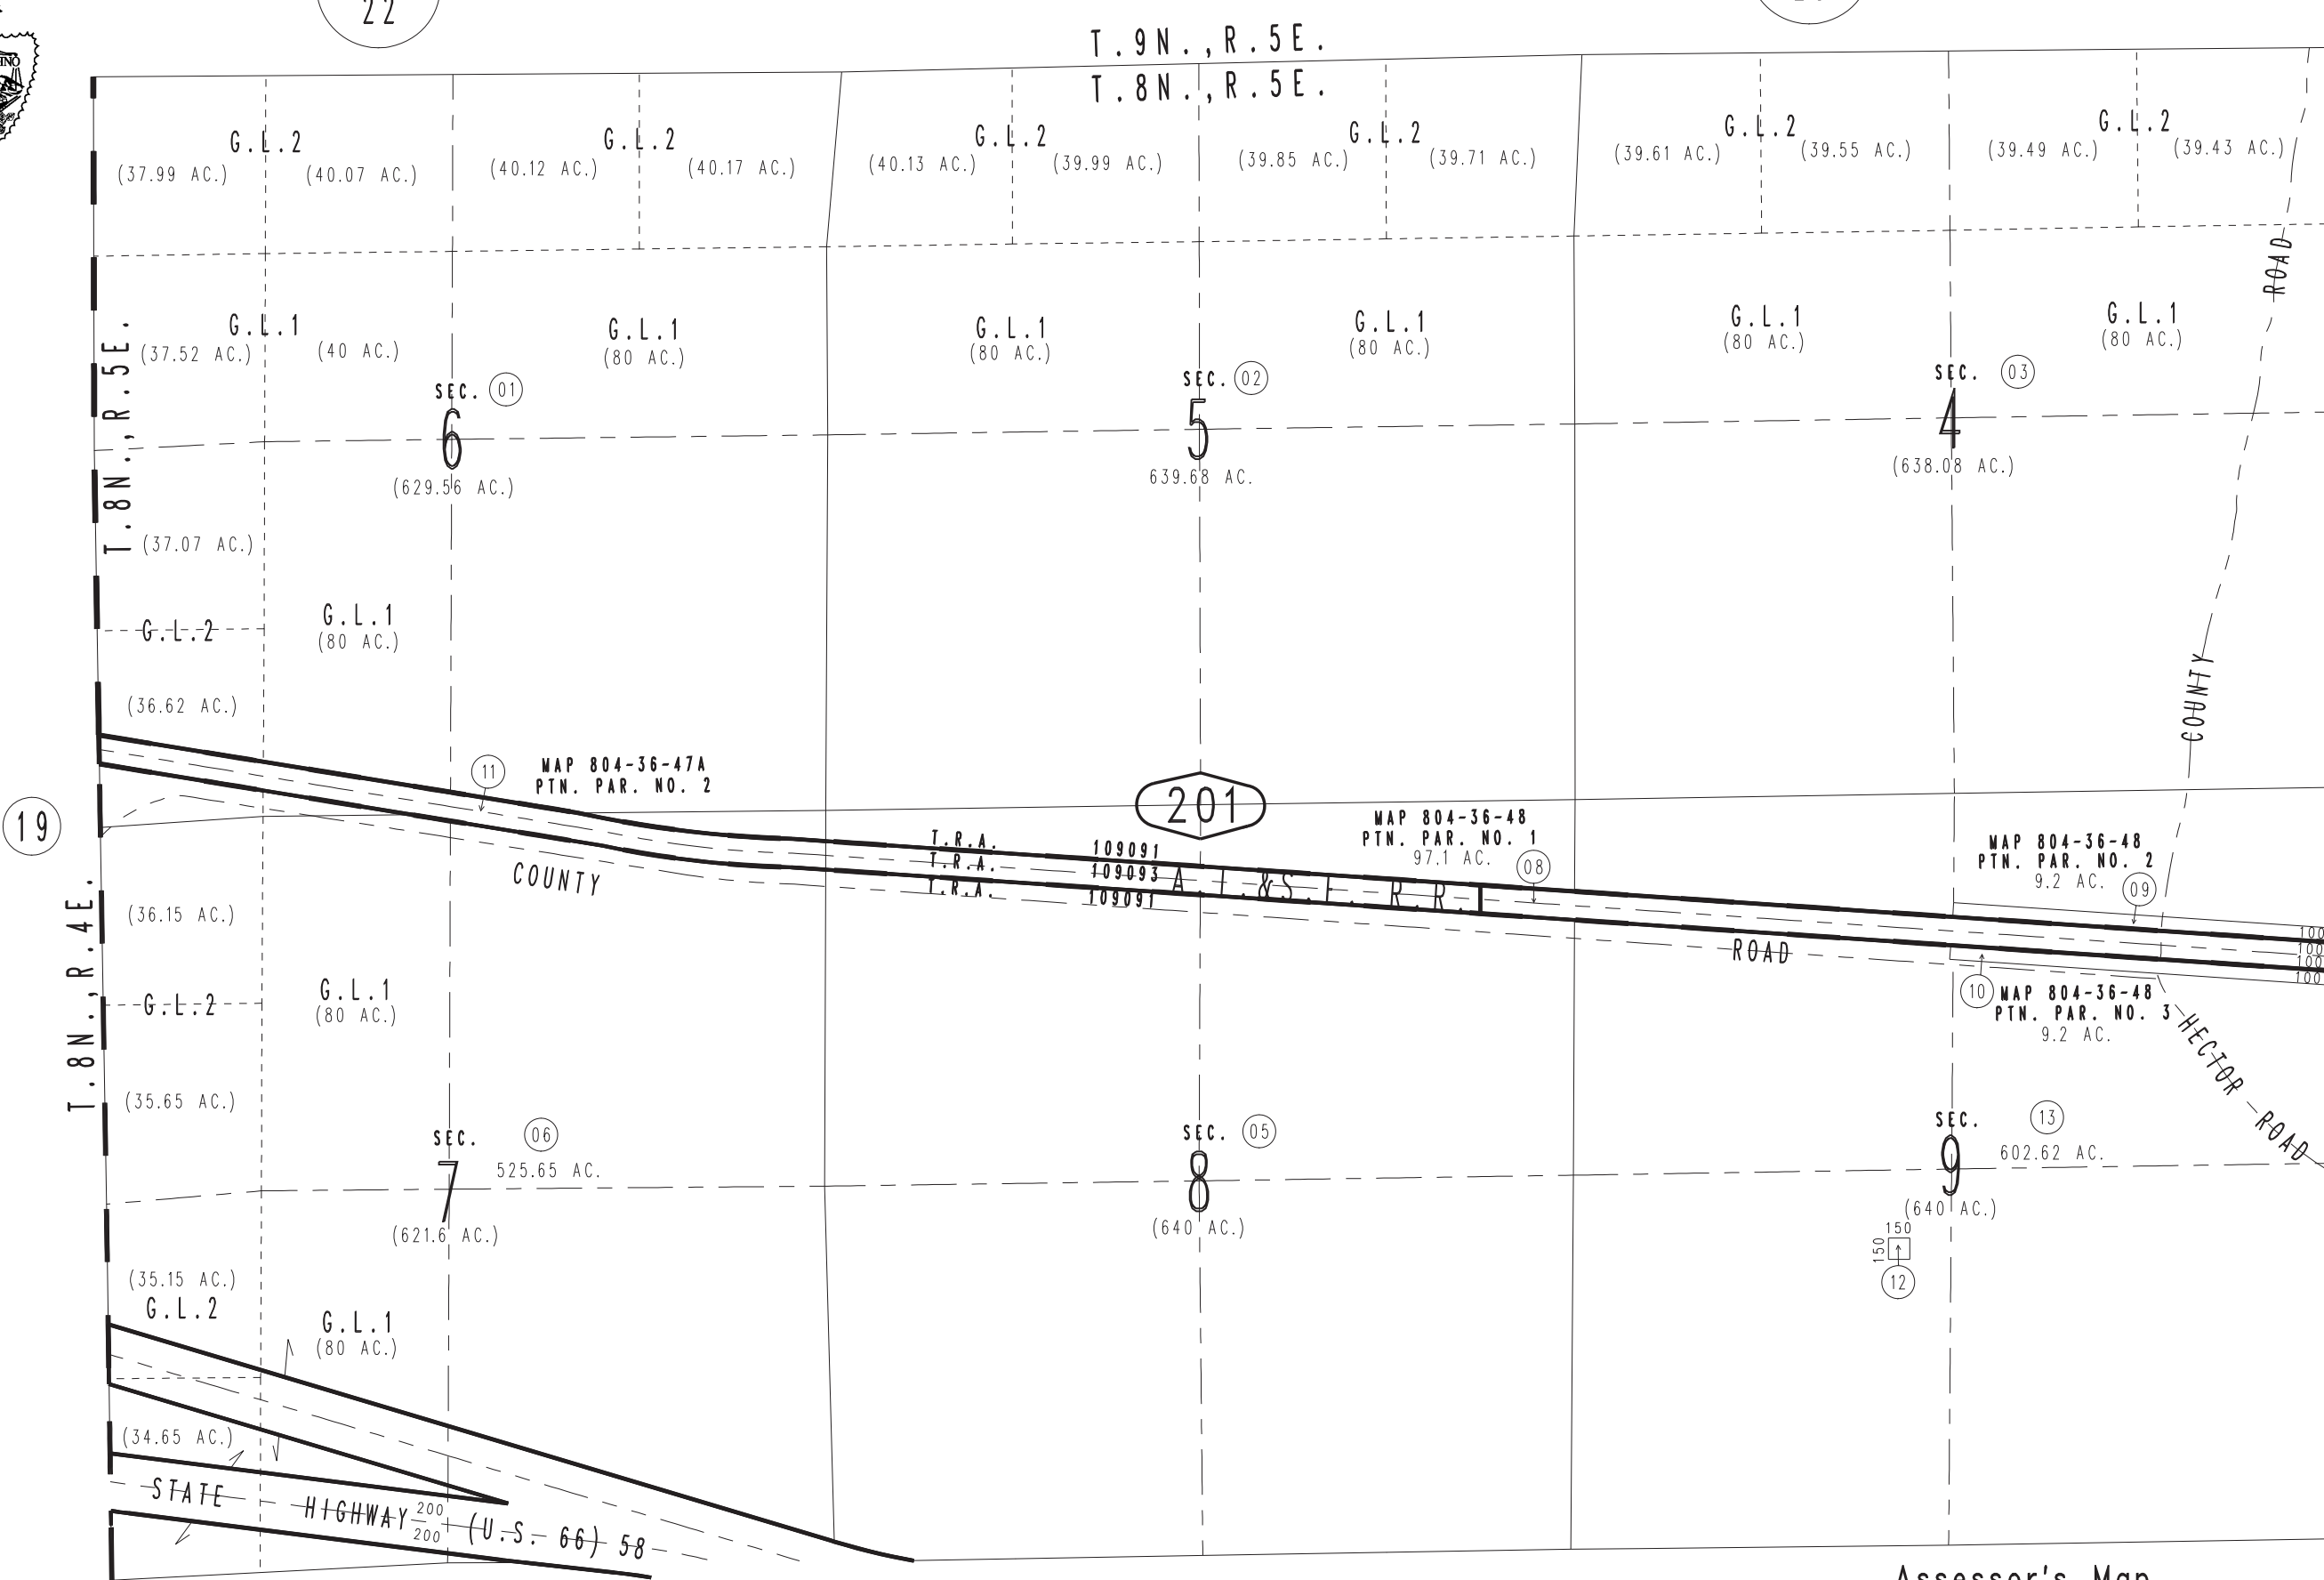 22
T.9N.,R.5E.
T.8N.,R.5E.
G.L.2 G.L.2 G.L.2 G.L.2 G.L.2 G.L.2
(37.99 AC.) (40.07 AC.) (40.12 AC.) (40.17 AC.) (40.13 AC.) (39.99 AC.) (39.85 AC.) (39.71 AC.) (39.61 AC.) (39.55 AC.) (39.49 AC.) (39.43 AC.)
ROAD
T.8N.,R.5E.
G.L.1 G.L.1 G.L.1 G.L.1 G.L.1 G.L.1
(37.52 AC.) (40 AC.) (80 AC.) (80 AC.) (80 AC.) (80 AC.) (80 AC.)
SEC. 01 SEC. 02 SEC. 03
6 5 4
(629.56 AC.) 639.68 AC. (638.08 AC.)
(37.07 AC.)
G.L.2 G.L.1
(80 AC.)
COUNTY
(36.62 AC.)
11 MAP 804-36-47A
PTN. PAR. NO. 2
19
201
MAP 804-36-48
PTN. PAR. NO. 1
97.1 AC. 08
MAP 804-36-48
PTN. PAR. NO. 2
9.2 AC. 09
T.R.A. 109091
T.R.A. 109093
T.R.A. 109091
A.T.&S.F. R.R.
COUNTY ROAD
100
100
100
100
T.8N.,R.4E.
(36.15 AC.)
10 MAP 804-36-48
PTN. PAR. NO. 3
9.2 AC.
HECTOR ROAD
G.L.2 G.L.1
(80 AC.)
(35.65 AC.)
SEC. 06 SEC. 05 SEC. 13
7 525.65 AC. 8 9 602.62 AC.
(621.6 AC.) (640 AC.) (640 AC.)
150
150
12
(35.15 AC.)
G.L.2 G.L.1
(80 AC.)
(34.65 AC.)
STATE HIGHWAY (U.S. 66) 58
200
200
Assessor's Map